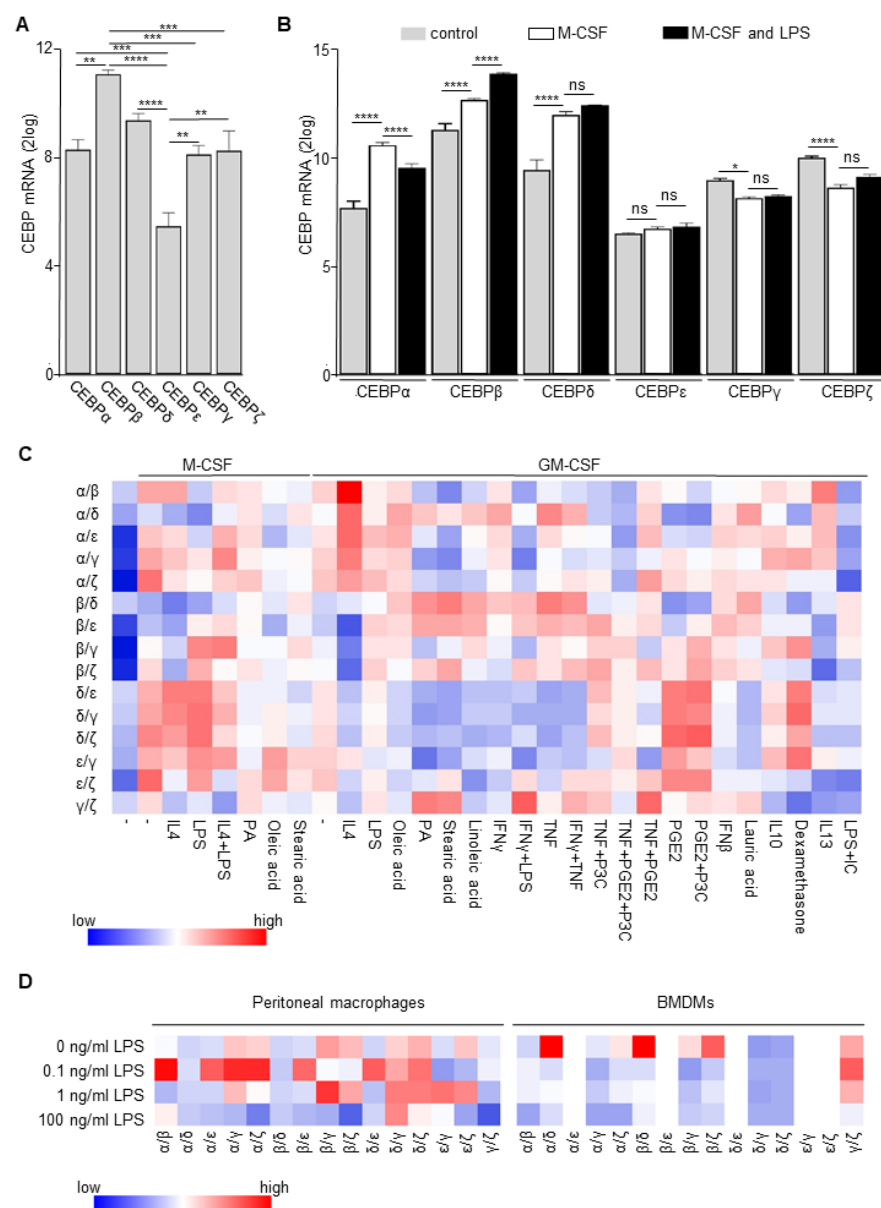 A
CEBP mRNA (2log)
12
8
4
0
***
***
***
** ****
****
**
**
CEBPα
CEBPβ
CEBPδ
CEBPε
CEBPγ
CEBPζ
B
control
M-CSF
M-CSF and LPS
CEBP mRNA (2log)
15
10
5
0
****
****
****
****
****
ns
ns
ns
*
ns
****
ns
CEBPα
CEBPβ
CEBPδ
CEBPε
CEBPγ
CEBPζ
C
M-CSF
GM-CSF
α/β
α/δ
α/ε
α/γ
α/ζ
β/δ
β/ε
β/γ
β/ζ
δ/ε
δ/γ
δ/ζ
ε/γ
ε/ζ
γ/ζ
-
-
IL4
LPS
IL4+LPS
PA
Oleic acid
Stearic acid
-
IL4
LPS
Oleic acid
PA
Stearic acid
Linoleic acid
IFNγ
IFNγ+LPS
TNF
IFNγ+TNF
TNF+P3C
TNF+PGE2+P3C
TNF+PGE2
PGE2
PGE2+P3C
IFNβ
Lauric acid
IL10
Dexamethasone
IL13
LPS+IC
low
high
D
Peritoneal macrophages
BMDMs
0 ng/ml LPS
0.1 ng/ml LPS
1 ng/ml LPS
100 ng/ml LPS
α/β
α/δ
α/ε
α/γ
α/ζ
β/δ
β/ε
β/γ
β/ζ
δ/ε
δ/γ
δ/ζ
ε/γ
ε/ζ
γ/ζ
α/β
α/δ
α/ε
α/γ
α/ζ
β/δ
β/ε
β/γ
β/ζ
δ/ε
δ/γ
δ/ζ
ε/γ
ε/ζ
γ/ζ
low
high